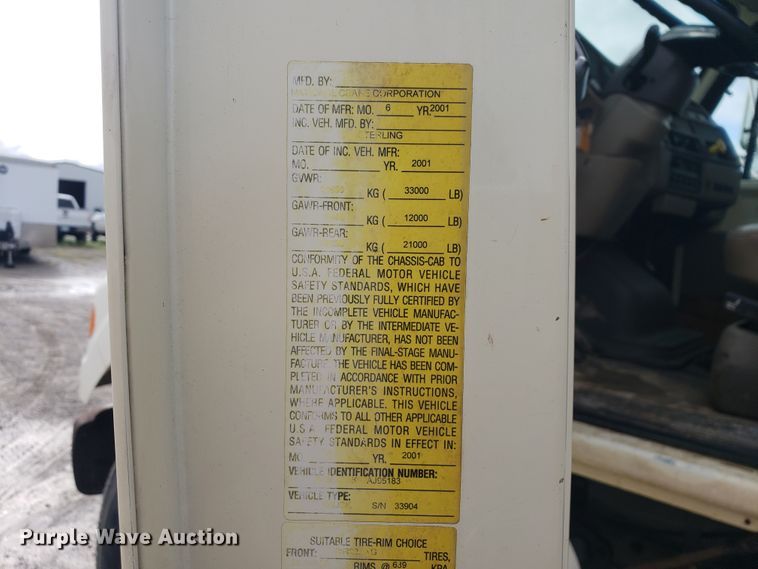 MFD. BY:
CORPORATION
DATE OF MFR: MO. 6 YR. 2001
INC. VEH. MFD. BY:
TERLING
DATE OF INC. VEH. MFR:
MO. YR. 2001
GVWR:
KG ( 33000 LB)
GAWR-FRONT:
KG ( 12000 LB)
GAWR-REAR:
KG ( 21000 LB)
CONFORMITY OF THE CHASSIS-CAB TO
U.S.A. FEDERAL MOTOR VEHICLE
SAFETY STANDARDS, WHICH HAVE
BEEN PREVIOUSLY FULLY CERTIFIED BY
THE INCOMPLETE VEHICLE MANUFAC-
TURER OR BY THE INTERMEDIATE VE-
HICLE MANUFACTURER, HAS NOT BEEN
AFFECTED BY THE FINAL-STAGE MANU-
FACTURE. THE VEHICLE HAS BEEN COM-
PLETED IN ACCORDANCE WITH PRIOR
MANUFACTURER'S INSTRUCTIONS,
WHERE APPLICABLE. THIS VEHICLE
CONFORMS TO ALL OTHER APPLICABLE
U.S.A. FEDERAL MOTOR VEHICLE
SAFETY STANDARDS IN EFFECT IN:
MO. YR. 2001
VEHICLE IDENTIFICATION NUMBER:
AJ95183
VEHICLE TYPE:
S/N 33904
SUITABLE TIRE-RIM CHOICE
FRONT: TIRES,
RIMS @ 689 KPA
Purple Wave Auction